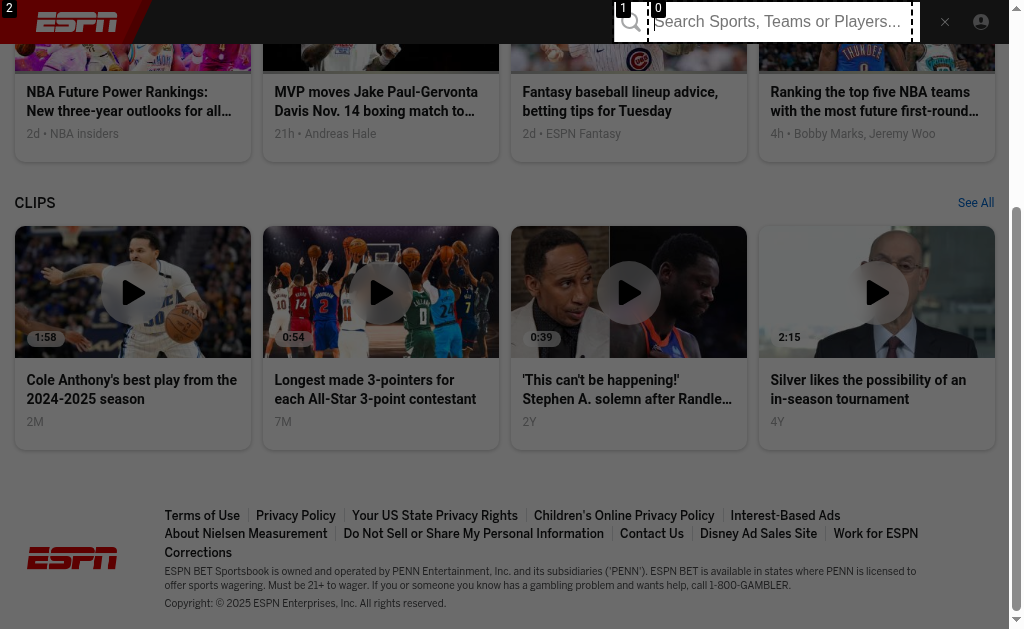 2
ESPN
1
0
Search Sports, Teams or Players...
NBA Future Power Rankings:
New three-year outlooks for all…
2d • NBA Insiders
MVP moves Jake Paul-Gervonta
Davis Nov. 14 boxing match to…
21h • Andreas Hale
Fantasy baseball lineup advice,
betting tips for Tuesday
2d • ESPN Fantasy
Ranking the top five NBA teams
with the most future first-round…
4h • Bobby Marks, Jeremy Woo
CLIPS
See All
1:58
Cole Anthony's best play from the
2024-2025 season
2M
0:54
Longest made 3-pointers for
each All-Star 3-point contestant
7M
0:39
'This can't be happening!'
Stephen A. solemn after Randle…
2Y
2:15
Silver likes the possibility of an
in-season tournament
4Y
ESPN
Terms of Use
Privacy Policy
Your US State Privacy Rights
Children's Online Privacy Policy
Interest-Based Ads
About Nielsen Measurement
Do Not Sell or Share My Personal Information
Contact Us
Disney Ad Sales Site
Work for ESPN
Corrections
ESPN BET Sportsbook is owned and operated by PENN Entertainment, Inc. and its subsidiaries ('PENN'). ESPN BET is available in states where PENN is licensed to
offer sports wagering. Must be 21+ to wager. If you or someone you know has a gambling problem and wants help, call 1-800-GAMBLER.
Copyright: © 2025 ESPN Enterprises, Inc. All rights reserved.